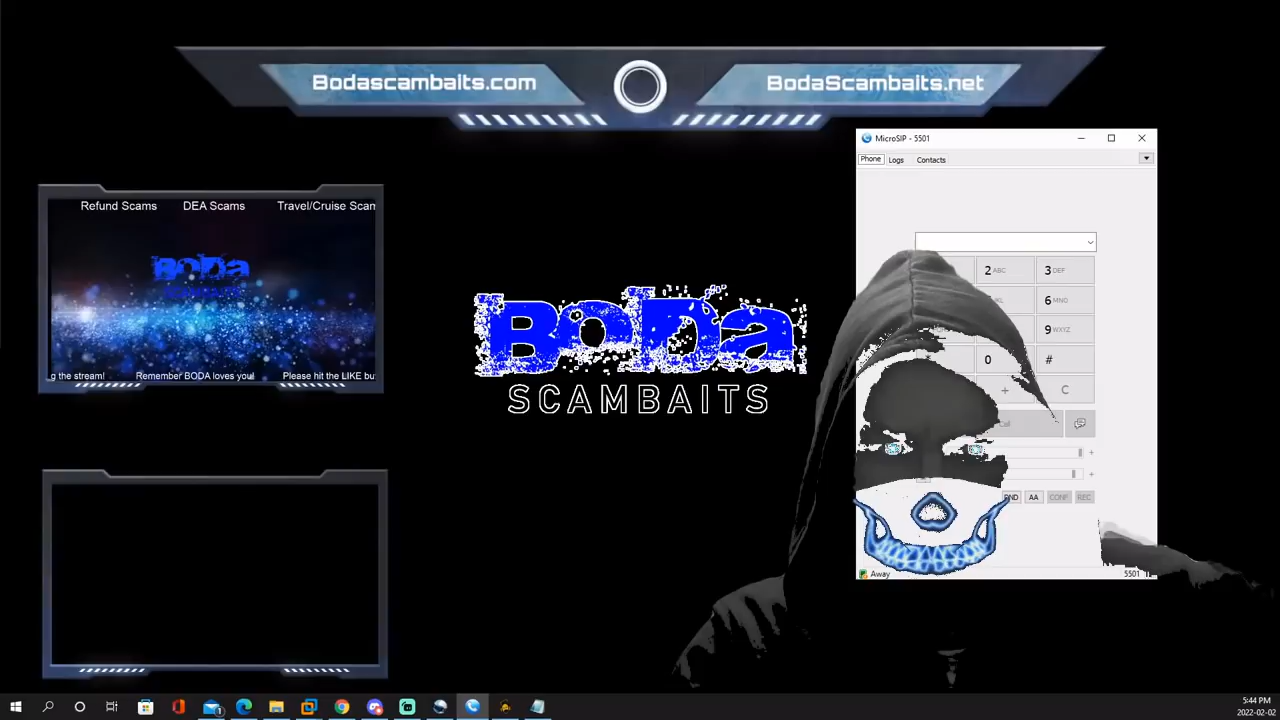 Bodascambaits.com
BodaScambaits.net
MicroSIP - 5501
Phone Logs Contacts
Refund Scams DEA Scams Travel/Cruise Scam
BoDa
g the stream! Remember BODA loves you! Please hit the LIKE bu
BoDa
SCAMBAITS
2 ABC 3 DEF
6 MNO
9 WXYZ
0 #
+ C
+
+
AA CONF REC
Away 5501
5:44 PM
2022-02-02